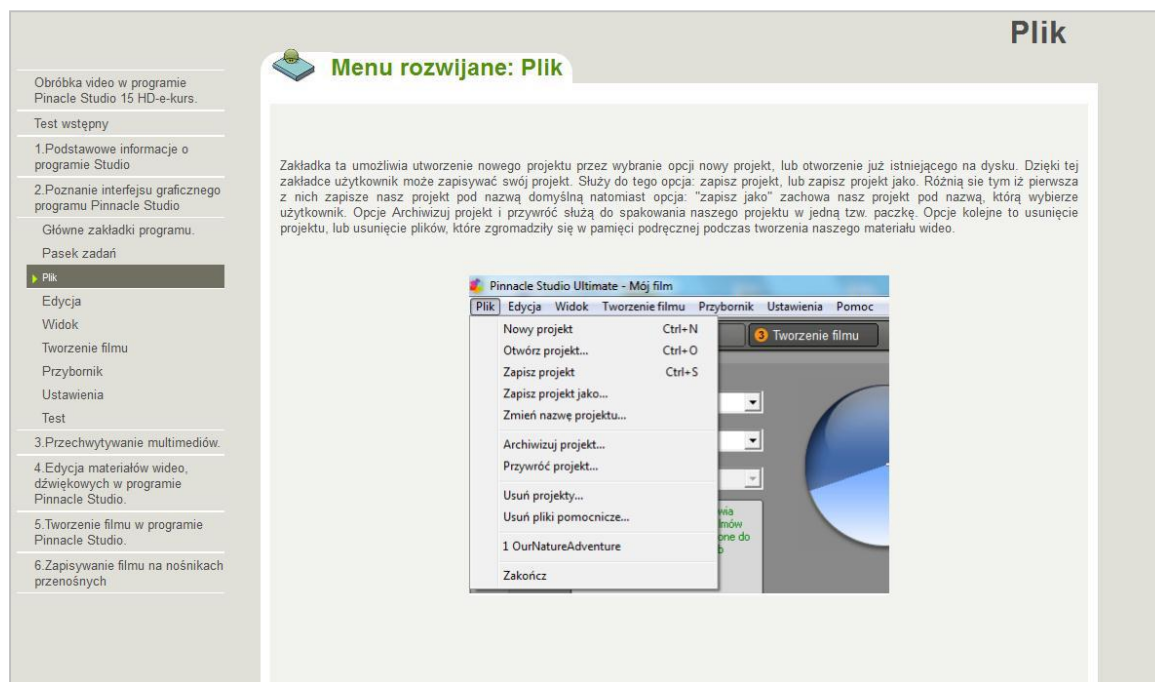 Plik
Menu rozwijane: Plik
Obróbka video w programie
Pinacle Studio 15 HD-e-kurs.
Test wstępny
1.Podstawowe informacje o
programie Studio
2.Poznanie interfejsu graficznego
programu Pinnacle Studio
Główne zakładki programu.
Pasek zadań
Plik
Edycja
Widok
Tworzenie filmu
Przybornik
Ustawienia
Test
3.Przechwytywanie multimediów.
4.Edycja materiałów wideo,
dźwiękowych w programie
Pinnacle Studio.
5.Tworzenie filmu w programie
Pinnacle Studio.
6.Zapisywanie filmu na nośnikach
przenośnych
Zakładka ta umożliwia utworzenie nowego projektu przez wybranie opcji nowy projekt, lub otworzenie już istniejącego na dysku. Dzięki tej
zakładce użytkownik może zapisywać swój projekt. Służy do tego opcja: zapisz projekt, lub zapisz projekt jako. Różnią sie tym iż pierwsza
z nich zapisze nasz projekt pod nazwą domyślną natomiast opcja: "zapisz jako" zachowa nasz projekt pod nazwą, którą wybierze
użytkownik. Opcje Archiwizuj projekt i przywróć służą do spakowania naszego projektu w jedną tzw. paczkę. Opcje kolejne to usunięcie
projektu, lub usunięcie plików, które zgromadziły się w pamięci podręcznej podczas tworzenia naszego materiału wideo.
Pinnacle Studio Ultimate - Mój film
Plik Edycja Widok Tworzenie filmu Przybornik Ustawienia Pomoc
Nowy projekt Ctrl+N
3 Tworzenie filmu
Otwórz projekt... Ctrl+O
Zapisz projekt Ctrl+S
Zapisz projekt jako...
Zmień nazwę projektu...
Archiwizuj projekt...
Przywróć projekt...
Usuń projekty...
Usuń pliki pomocnicze...
1 OurNatureAdventure
Zakończ